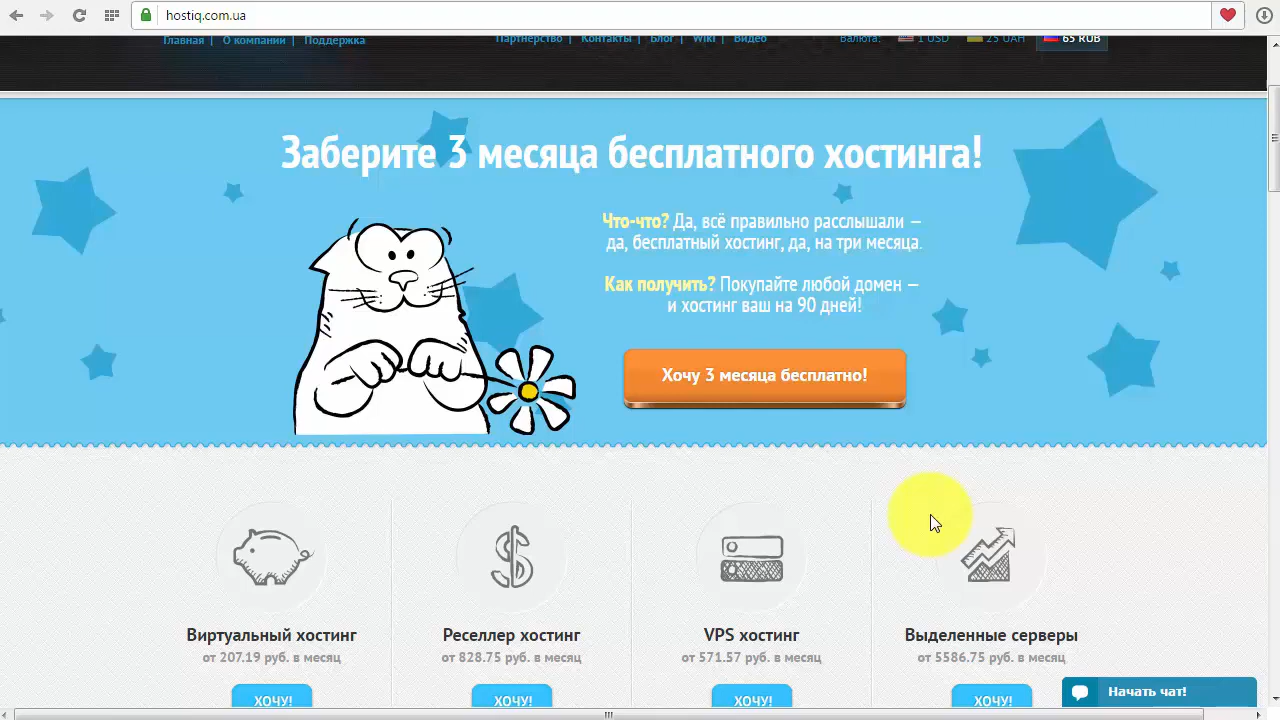 hostiq.com.ua
Главная | О компании | Поддержка
Партнерство | Контакты | Блог | Wiki | Видео
Валюта: 1 USD 25 UAH 65 RUB
Заберите 3 месяца бесплатного хостинга!
Что-что? Да, всё правильно расслышали —
да, бесплатный хостинг, да, на три месяца.
Как получить? Покупайте любой домен —
и хостинг ваш на 90 дней!
Хочу 3 месяца бесплатно!
Виртуальный хостинг
от 207.19 руб. в месяц
ХОЧУ!
Реселлер хостинг
от 828.75 руб. в месяц
ХОЧУ!
VPS хостинг
от 571.57 руб. в месяц
ХОЧУ!
Выделенные серверы
от 5586.75 руб. в месяц
ХОЧУ!
Начать чат!